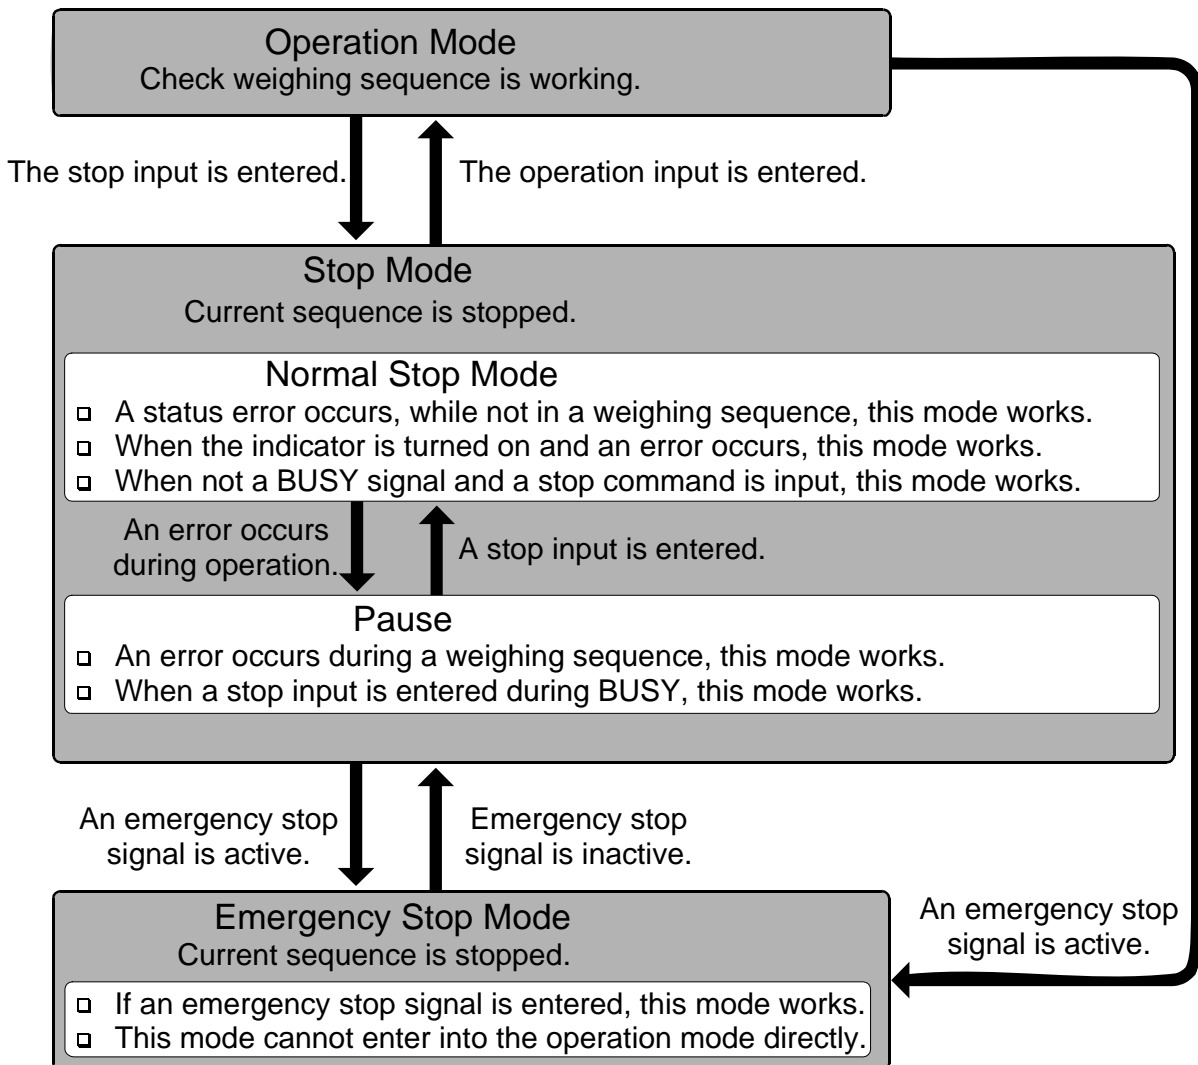 Operation Mode
Check weighing sequence is working.
The stop input is entered.
The operation input is entered.
Stop Mode
Current sequence is stopped.
Normal Stop Mode
A status error occurs, while not in a weighing sequence, this mode works.
When the indicator is turned on and an error occurs, this mode works.
When not a BUSY signal and a stop command is input, this mode works.
An error occurs
during operation.
A stop input is entered.
Pause
An error occurs during a weighing sequence, this mode works.
When a stop input is entered during BUSY, this mode works.
An emergency stop
signal is active.
Emergency stop
signal is inactive.
Emergency Stop Mode
Current sequence is stopped.
If an emergency stop signal is entered, this mode works.
This mode cannot enter into the operation mode directly.
An emergency stop
signal is active.